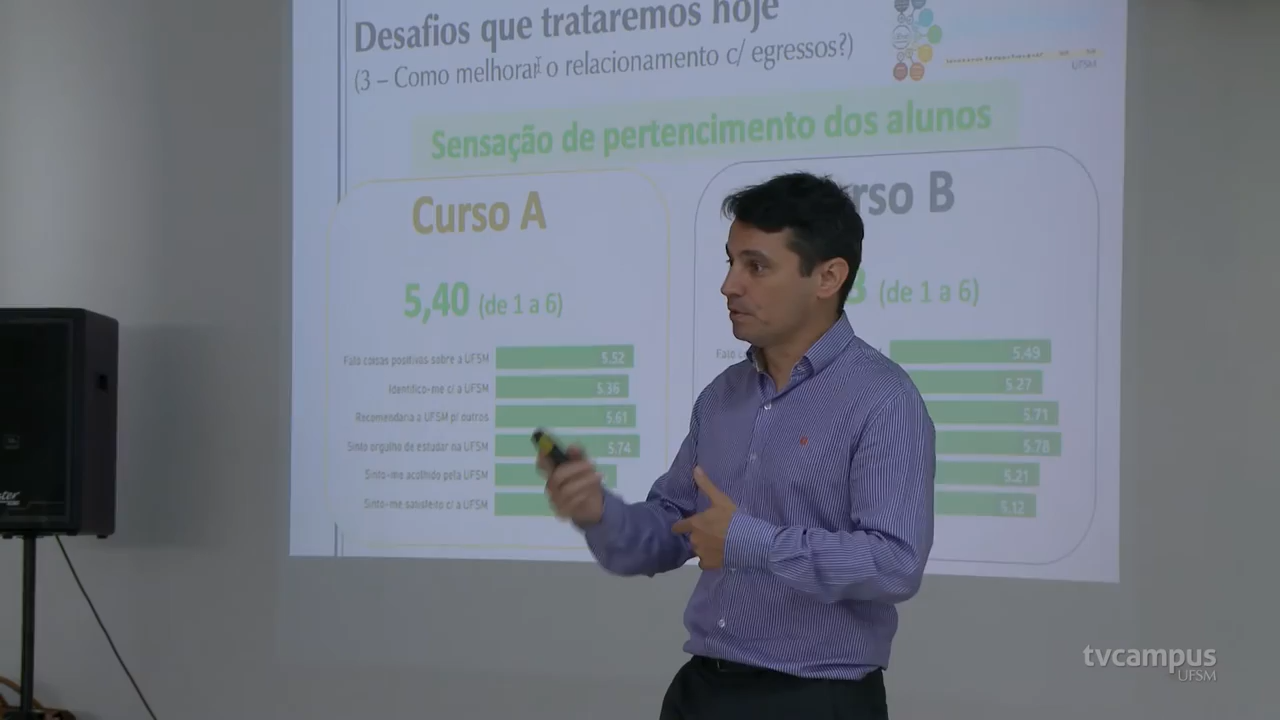 Desafios que trataremos hoje
(3 – Como melhorar o relacionamento c/ egressos?)
UFSM
Sensação de pertencimento dos alunos
Curso A
5,40 (de 1 a 6)
Falo coisas positivas sobre a UFSM 5.52
Identifico-me c/ a UFSM 5.36
Recomendaria a UFSM p/ outros 5.61
Sinto orgulho de estudar na UFSM 5.74
Sinto-me acolhido pela UFSM
Sinto-me satisfeito c/ a UFSM
rso B
(de 1 a 6)
Falo 5.49
5.27
5.71
5.78
5.21
5.12
tvcampus
UFSM